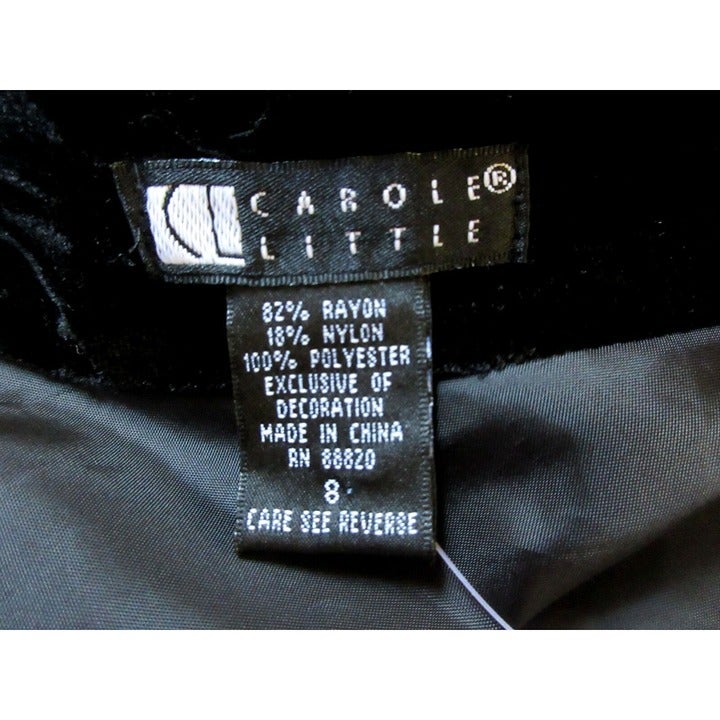 CL CAROLE®
LITTLE
82% RAYON
18% NYLON
100% POLYESTER
EXCLUSIVE OF
DECORATION
MADE IN CHINA
RN 88820
8
CARE SEE REVERSE